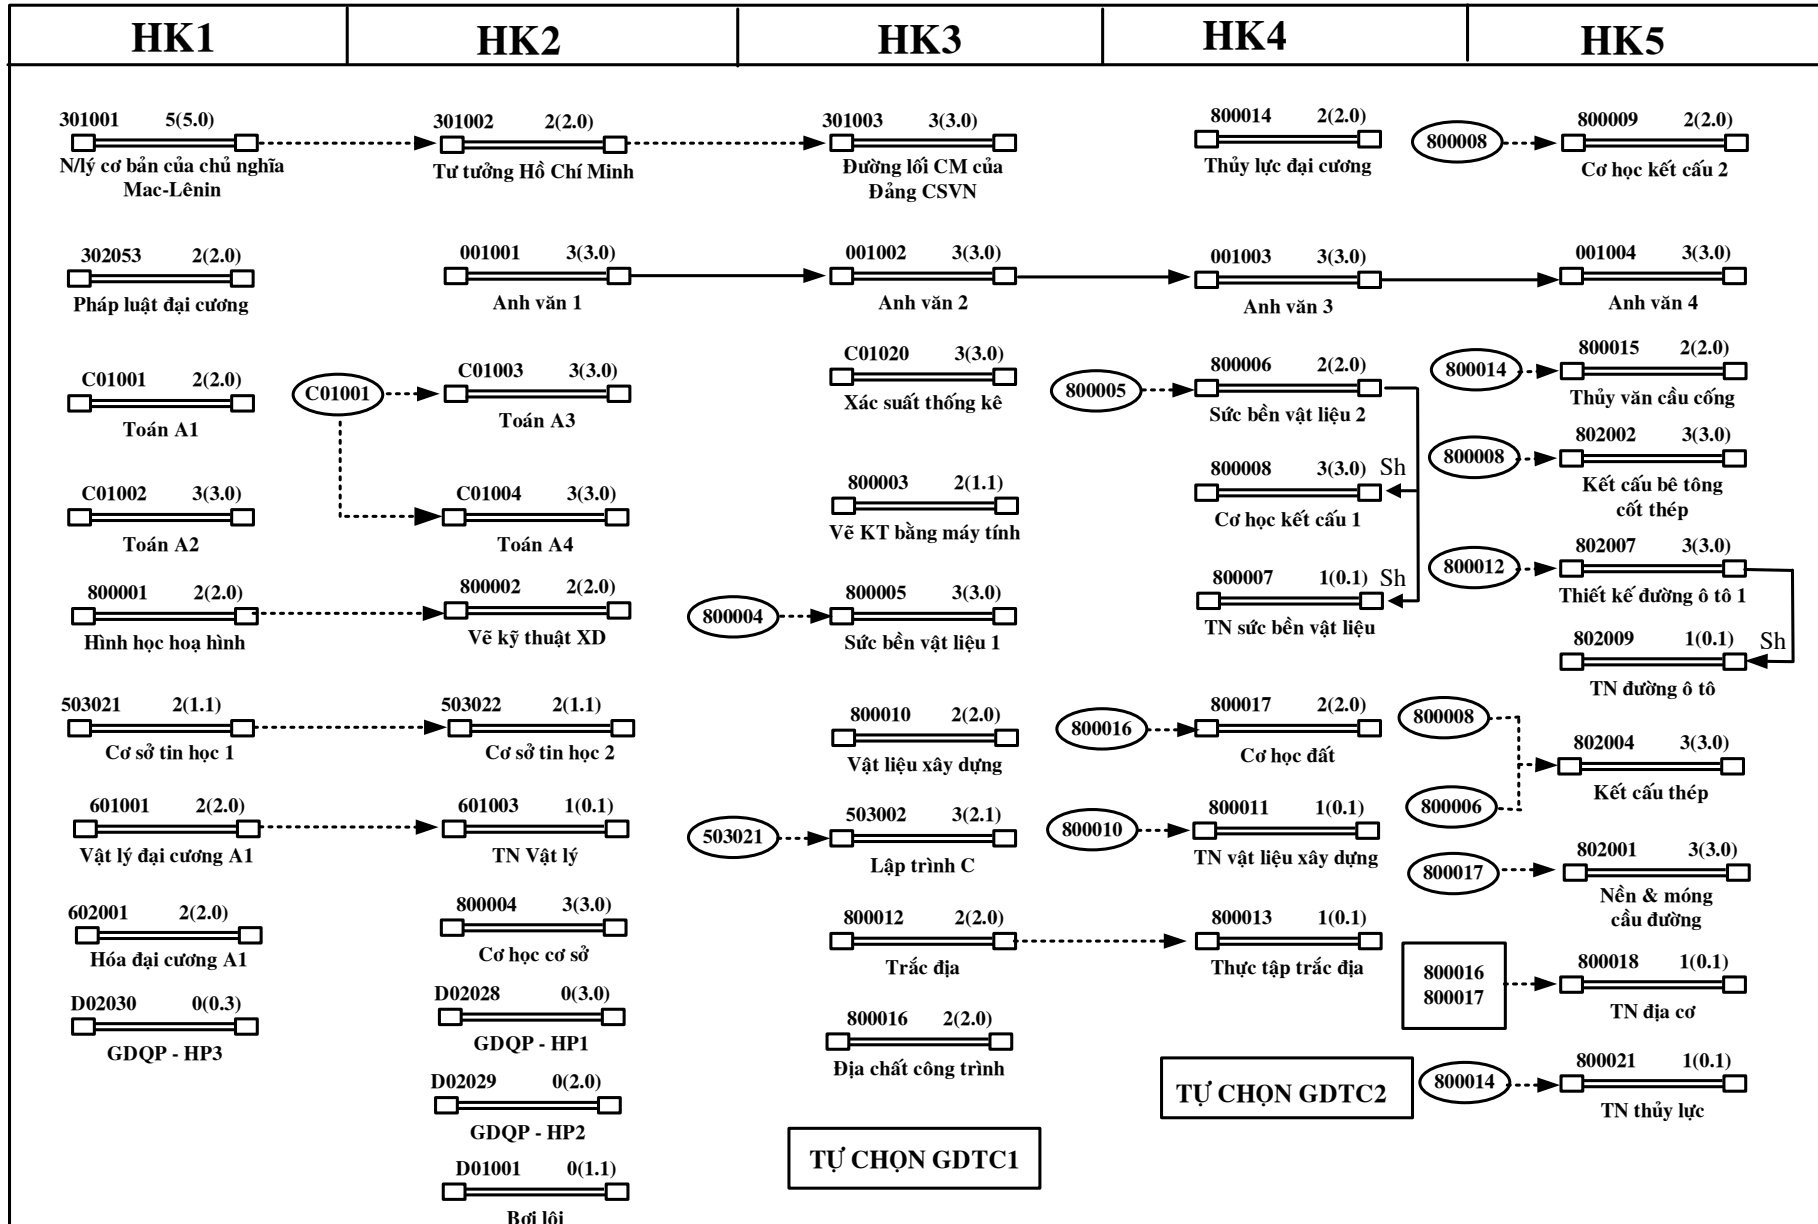 HK1
HK2
HK3
HK4
HK5
301001 5(5.0)
N/lý cơ bản của chủ nghĩa
Mac-Lênin
302053 2(2.0)
Pháp luật đại cương
C01001 2(2.0)
Toán A1
C01002 3(3.0)
Toán A2
800001 2(2.0)
Hình học hoạ hình
503021 2(1.1)
Cơ sở tin học 1
601001 2(2.0)
Vật lý đại cương A1
602001 2(2.0)
Hóa đại cương A1
D02030 0(0.3)
GDQP - HP3
301002 2(2.0)
Tư tưởng Hồ Chí Minh
001001 3(3.0)
Anh văn 1
C01001
C01003 3(3.0)
Toán A3
C01004 3(3.0)
Toán A4
800002 2(2.0)
Vẽ kỹ thuật XD
503022 2(1.1)
Cơ sở tin học 2
601003 1(0.1)
TN Vật lý
800004 3(3.0)
Cơ học cơ sở
D02028 0(3.0)
GDQP - HP1
D02029 0(2.0)
GDQP - HP2
D01001 0(1.1)
Bơi lội
301003 3(3.0)
Đường lối CM của
Đảng CSVN
001002 3(3.0)
Anh văn 2
C01020 3(3.0)
Xác suất thống kê
800003 2(1.1)
Vẽ KT bằng máy tính
800004
800005 3(3.0)
Sức bền vật liệu 1
800010 2(2.0)
Vật liệu xây dựng
503021
503002 3(2.1)
Lập trình C
800012 2(2.0)
Trắc địa
800016 2(2.0)
Địa chất công trình
TỰ CHỌN GDTC1
800014 2(2.0)
Thủy lực đại cương
001003 3(3.0)
Anh văn 3
800005
800006 2(2.0)
Sức bền vật liệu 2
800008 3(3.0) Sh
Cơ học kết cấu 1
800007 1(0.1) Sh
TN sức bền vật liệu
800016
800017 2(2.0)
Cơ học đất
800010
800011 1(0.1)
TN vật liệu xây dựng
800013 1(0.1)
Thực tập trắc địa
TỰ CHỌN GDTC2
800008
800009 2(2.0)
Cơ học kết cấu 2
001004 3(3.0)
Anh văn 4
800014
800015 2(2.0)
Thủy văn cầu cống
800008
802002 3(3.0)
Kết cấu bê tông
cốt thép
800012
802007 3(3.0)
Thiết kế đường ô tô 1
802009 1(0.1) Sh
TN đường ô tô
800008
802004 3(3.0)
Kết cấu thép
800006
800017
802001 3(3.0)
Nền & móng
cầu đường
800016
800017
800018 1(0.1)
TN địa cơ
800014
800021 1(0.1)
TN thủy lực